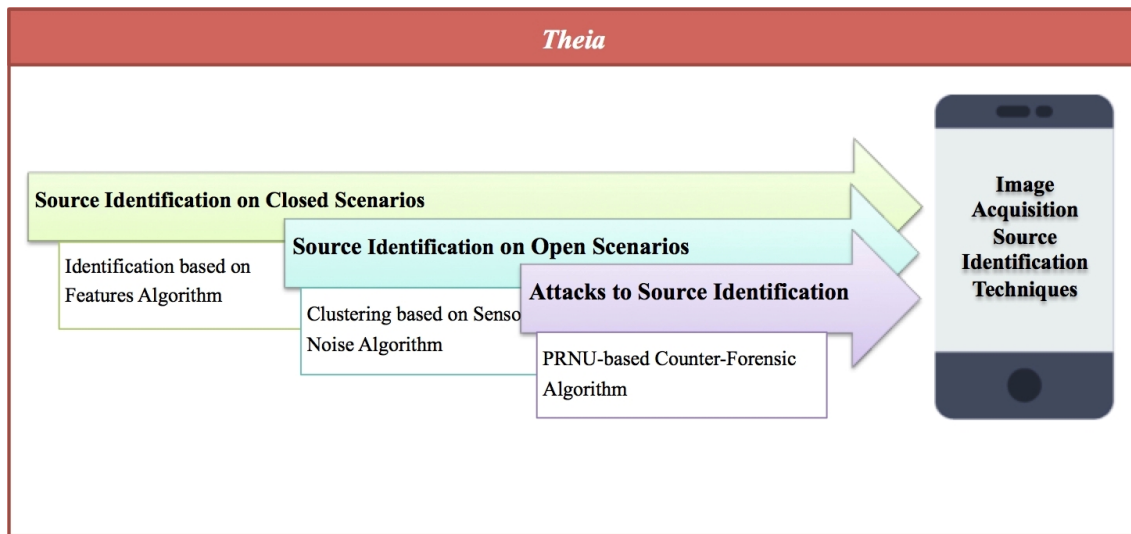 Theia
Source Identification on Closed Scenarios
Identification based on
Features Algorithm
Source Identification on Open Scenarios
Clustering based on Senso
Noise Algorithm
Attacks to Source Identification
PRNU-based Counter-Forensic
Algorithm
Image
Acquisition
Source
Identification
Techniques